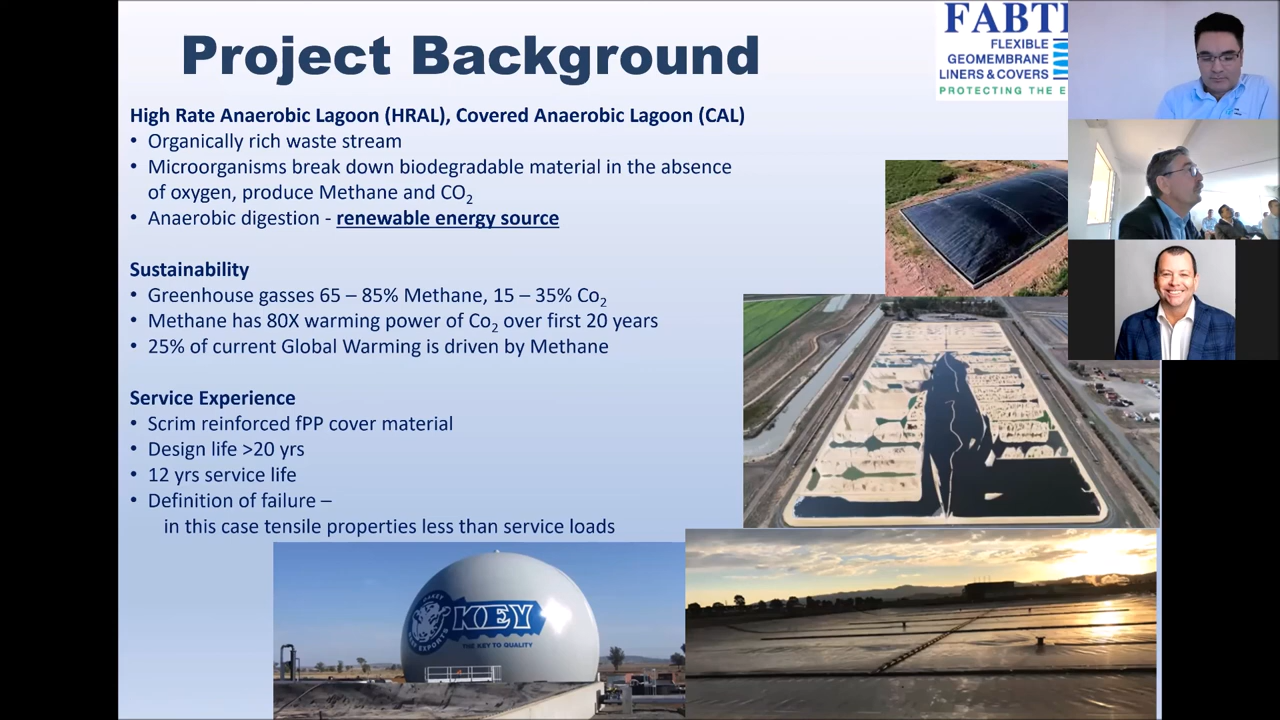 Project Background
FABT
FLEXIBLE
GEOMEMBRANE
LINERS & COVERS
PROTECTING THE E
High Rate Anaerobic Lagoon (HRAL), Covered Anaerobic Lagoon (CAL)
• Organically rich waste stream
• Microorganisms break down biodegradable material in the absence
of oxygen, produce Methane and CO₂
• Anaerobic digestion - renewable energy source
Sustainability
• Greenhouse gasses 65 – 85% Methane, 15 – 35% Co₂
• Methane has 80X warming power of Co₂ over first 20 years
• 25% of current Global Warming is driven by Methane
Service Experience
• Scrim reinforced fPP cover material
• Design life >20 yrs
• 12 yrs service life
• Definition of failure –
in this case tensile properties less than service loads
KEY
THE KEY TO QUALITY